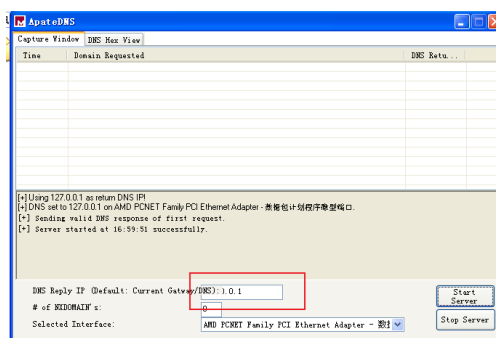 ApateDNS
Capture Window DNS Hex View
Time Domain Requested DNS Retu...
[+] Using 127.0.0.1 as return DNS IP!
[+] DNS set to 127.0.0.1 on AMD PCNET Family PCI Ethernet Adapter - 数据包计划程序微型端口.
[+] Sending valid DNS response of first request.
[+] Server started at 16:59:51 successfully.
DNS Reply IP (Default: Current Gatway/DNS): ).0.1
# of NXDOMAIN's: 0
Selected Interface: AMD PCNET Family PCI Ethernet Adapter -
Start Server
Stop Server